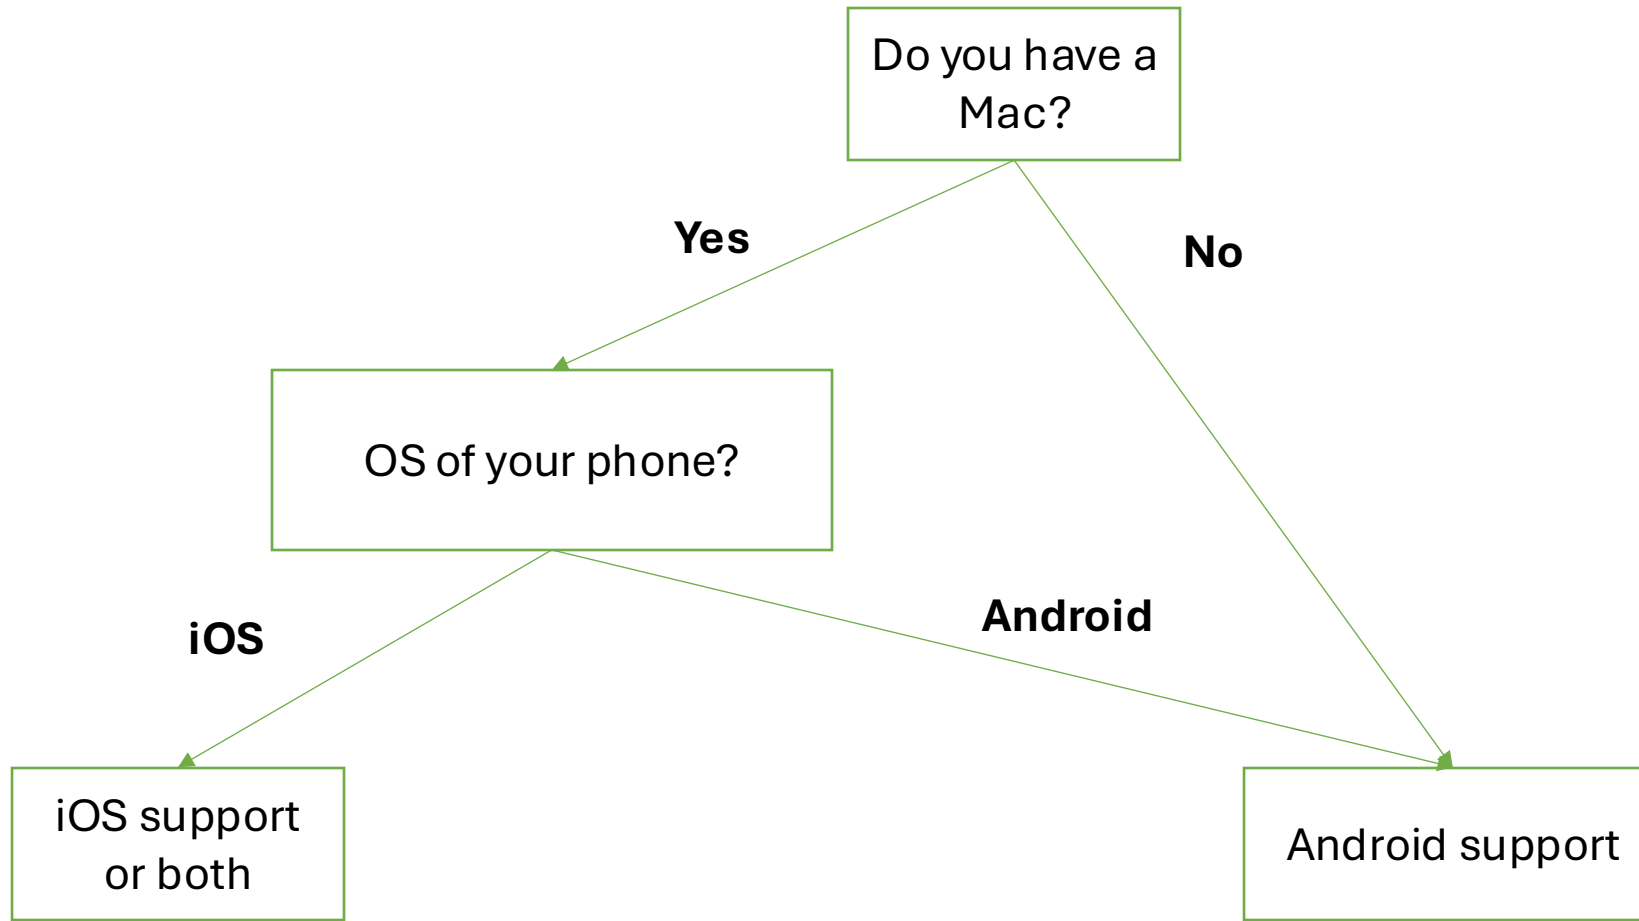 Do you have a
Mac?
Yes
No
OS of your phone?
Android
iOS
iOS support
or both
Android support